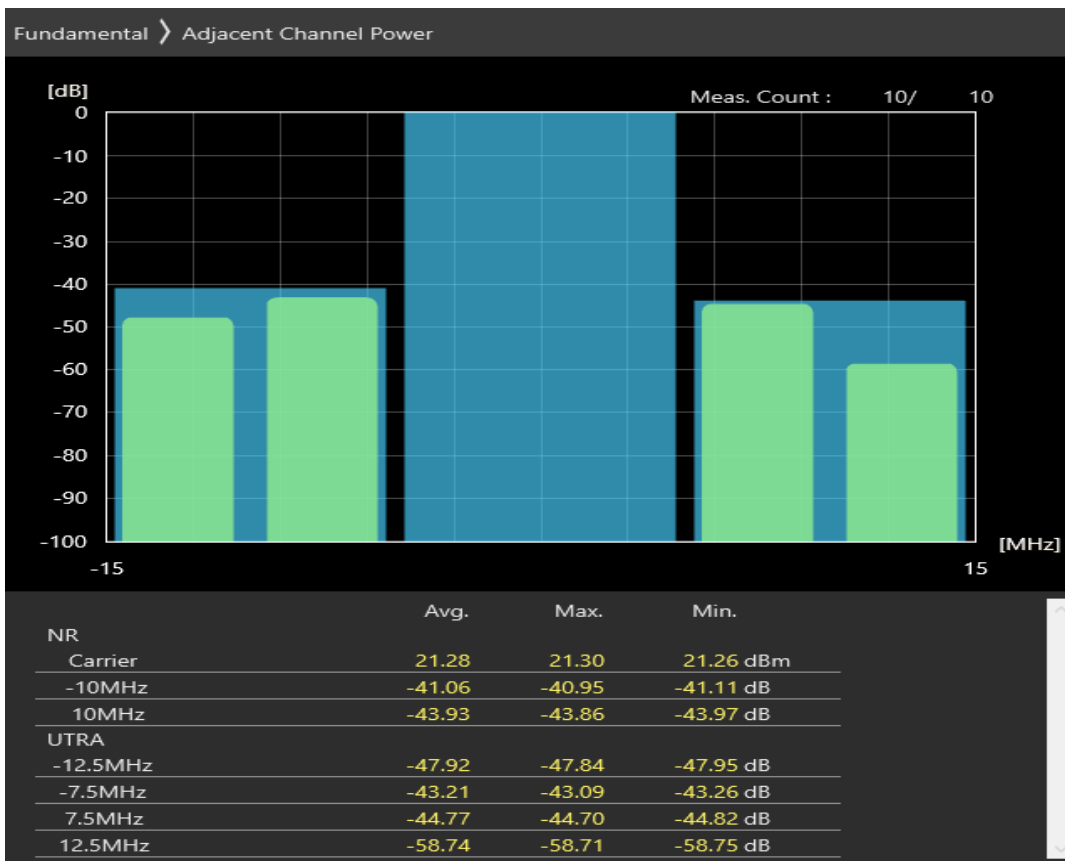 Fundamental 〉 Adjacent Channel Power
[dB]
Meas. Count : 10/ 10
0
-10
-20
-30
-40
-50
-60
-70
-80
-90
-100
[MHz]
-15 15
Avg. Max. Min.
NR
Carrier 21.28 21.30 21.26 dBm
-10MHz -41.06 -40.95 -41.11 dB
10MHz -43.93 -43.86 -43.97 dB
UTRA
-12.5MHz -47.92 -47.84 -47.95 dB
-7.5MHz -43.21 -43.09 -43.26 dB
7.5MHz -44.77 -44.70 -44.82 dB
12.5MHz -58.74 -58.71 -58.75 dB